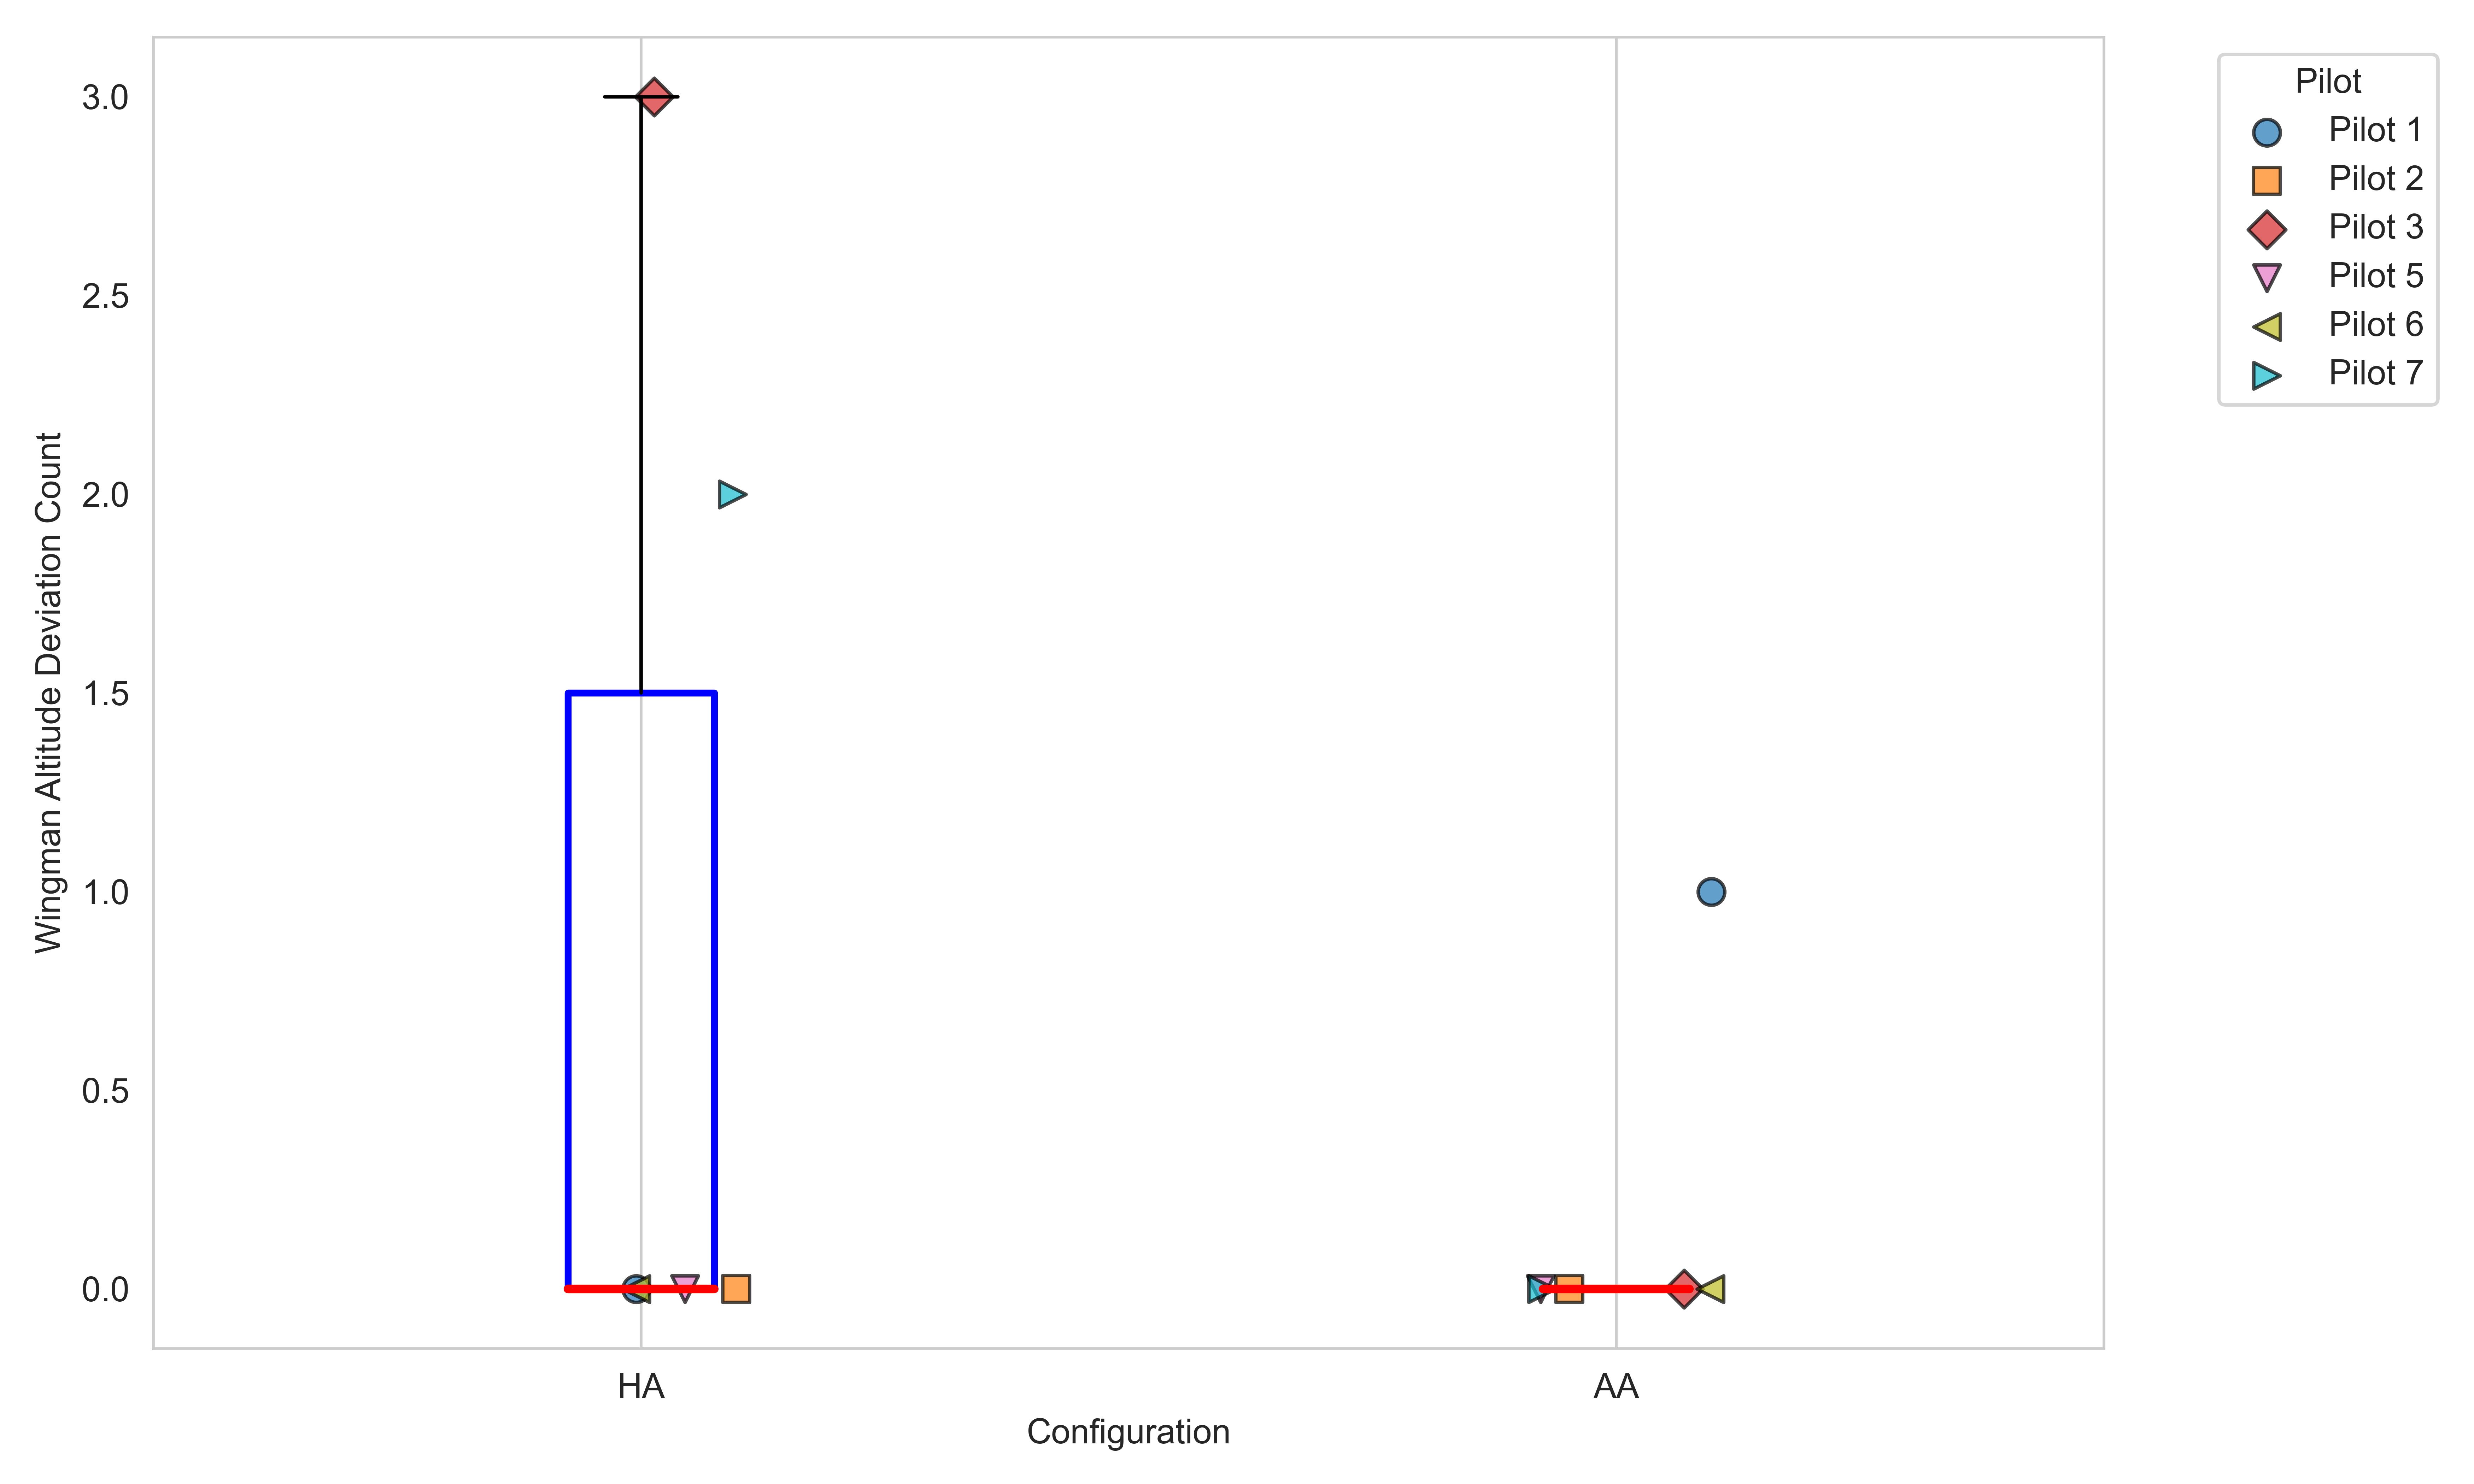 3.0
2.5
2.0
1.5
1.0
0.5
0.0
Wingman Altitude Deviation Count
HA
AA
Configuration
Pilot
Pilot 1
Pilot 2
Pilot 3
Pilot 5
Pilot 6
Pilot 7